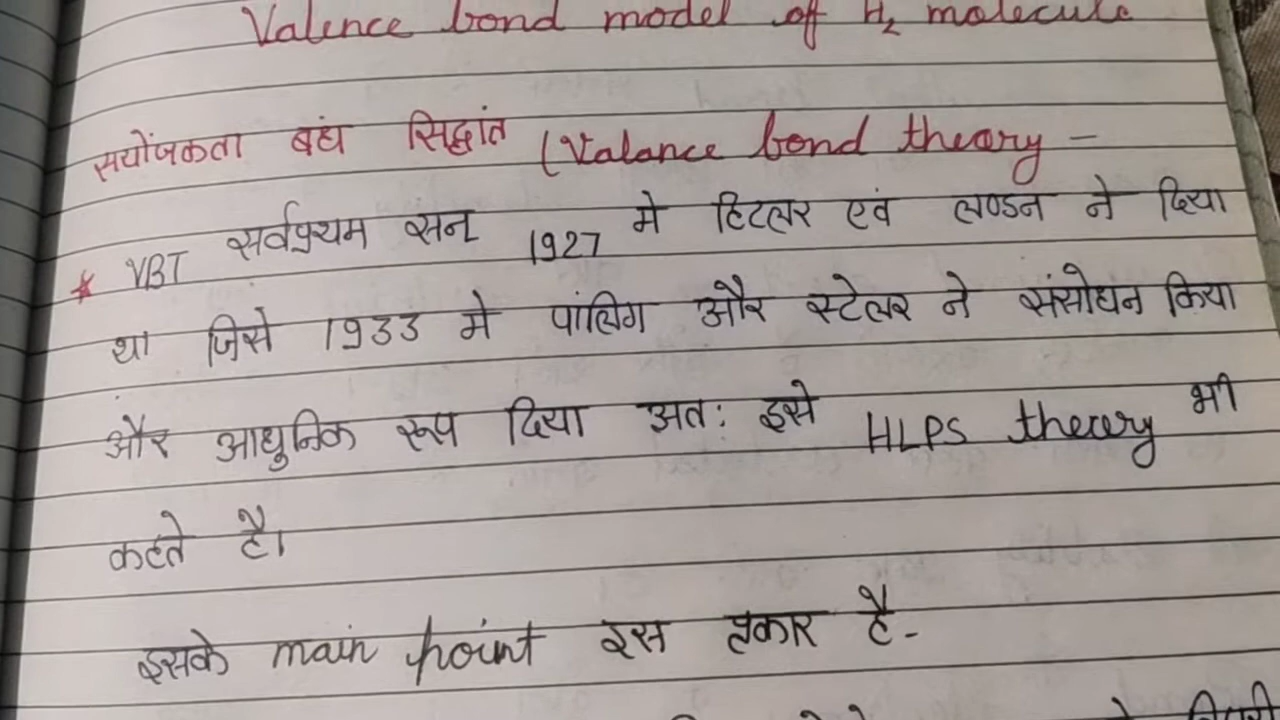 Valence bond model of H₂ molecule
सयोंजकता बंध सिद्धांत (Valance bond theory -
* VBT सर्वप्रथम सन् 1927 मे हिटलर एवं लण्डन ने दिया
था जिसे 1933 मे पांलिग और स्टेलर ने संसोधन किया
और आधुनिक रूप दिया अत: इसे HLPS theory भी
कहते है।
इसके main point इस प्रकार है-